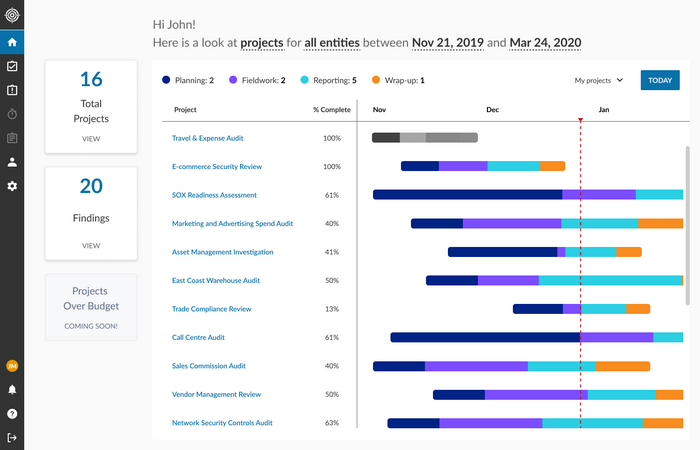 Hi John!
Here is a look at projects for all entities between Nov 21, 2019 and Mar 24, 2020
16
Total
Projects
VIEW
20
Findings
VIEW
Projects
Over Budget
COMING SOON!
JM
Planning: 2 Fieldwork: 2 Reporting: 5 Wrap-up: 1 My projects TODAY
Project % Complete Nov Dec Jan
Travel & Expense Audit 100%
E-commerce Security Review 100%
SOX Readiness Assessment 61%
Marketing and Advertising Spend Audit 40%
Asset Management Investigation 41%
East Coast Warehouse Audit 50%
Trade Compliance Review 13%
Call Centre Audit 61%
Sales Commission Audit 40%
Vendor Management Review 50%
Network Security Controls Audit 63%